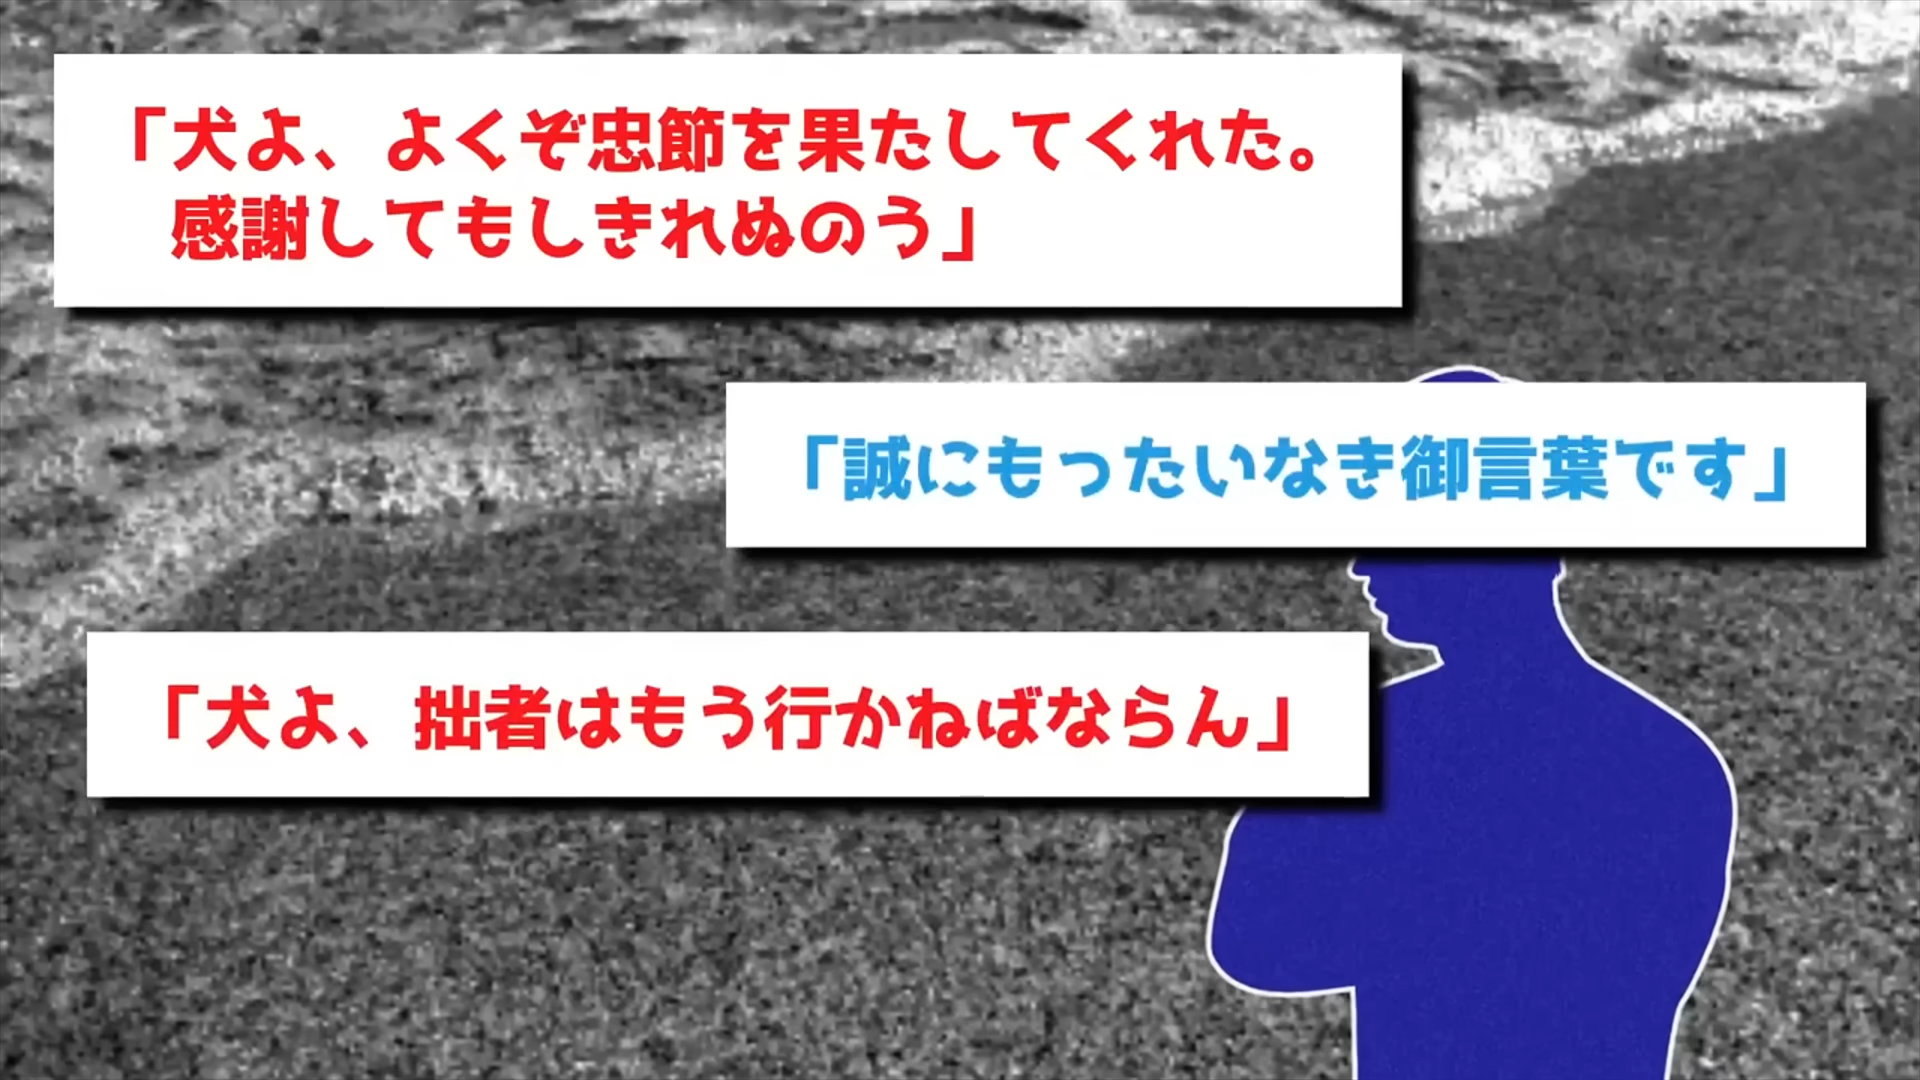 「犬よ、よくぞ忠節を果たしてくれた。
感謝してもしきれぬのう」
「誠にもったいなき御言葉です」
「犬よ、拙者はもう行かねばならん」